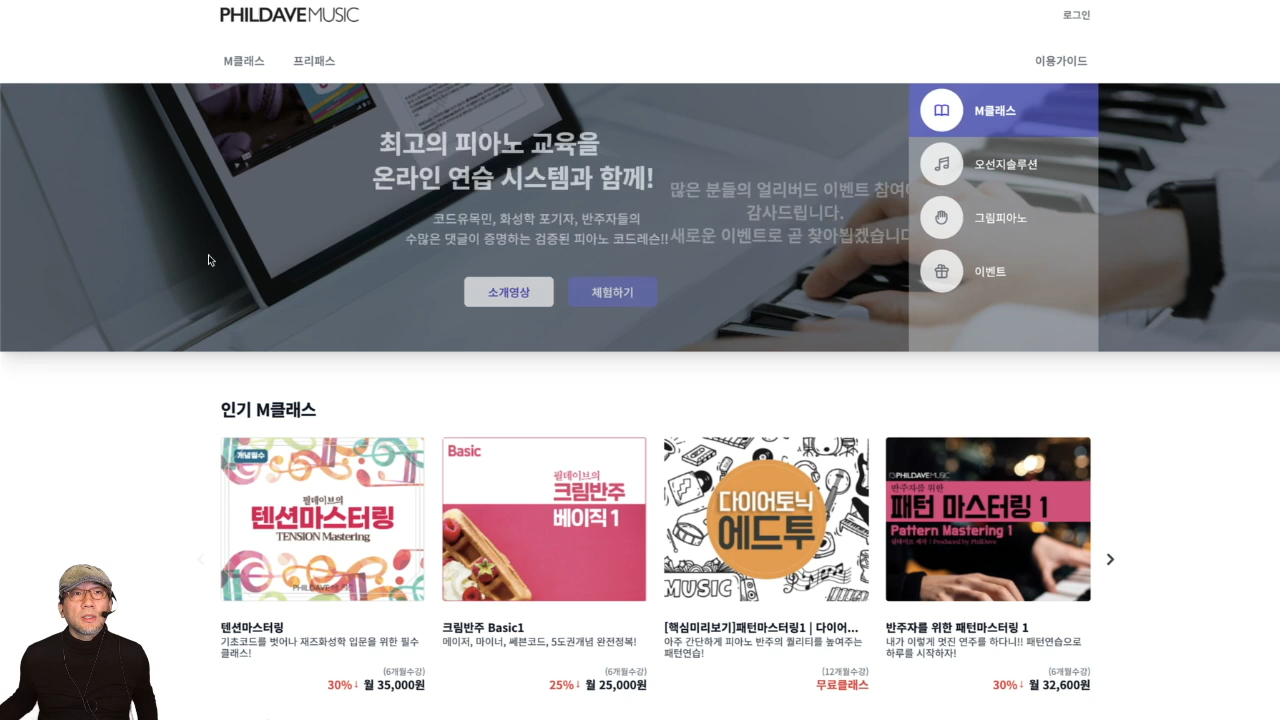 PHILDAVEMUSIC
로그인
M클래스
프리패스
이용가이드
최고의 피아노 교육을
온라인 연습 시스템과 함께!
코드유목민, 화성학 포기자, 반주자들의
수많은 댓글이 증명하는 검증된 피아노 코드레슨!!
소개영상
체험하기
많은 분들의 얼리버드 이벤트 참여에
감사드립니다.
새로운 이벤트로 곧 찾아뵙겠습니다
M클래스
오선지솔루션
그림피아노
이벤트
인기 M클래스
개념필수
필데이브의
텐션마스터링
TENSION Mastering
PHILDAVE MUSIC
Basic
필데이브의
크림반주
베이직 1
다이어토닉
에드투
MUSIC
PHILDAVEMUSIC
반주자를 위한
패턴 마스터링 1
Pattern Mastering 1
필데이브 제작 / Produced by PhilDave
텐션마스터링
기초코드를 벗어나 재즈화성학 입문을 위한 필수
클래스!
(6개월수강)
30%↓ 월 35,000원
크림반주 Basic1
메이저, 마이너, 쎄븐코드, 5도권개념 완전정복!
(6개월수강)
25%↓ 월 25,000원
[핵심미리보기]패턴마스터링1 | 다이어...
아주 간단하게 피아노 반주의 퀄리티를 높여주는
패턴연습!
(12개월수강)
무료클래스
반주자를 위한 패턴마스터링 1
내가 이렇게 멋진 연주를 하다니!! 패턴연습으로
하루를 시작하자!
(6개월수강)
30%↓ 월 32,600원